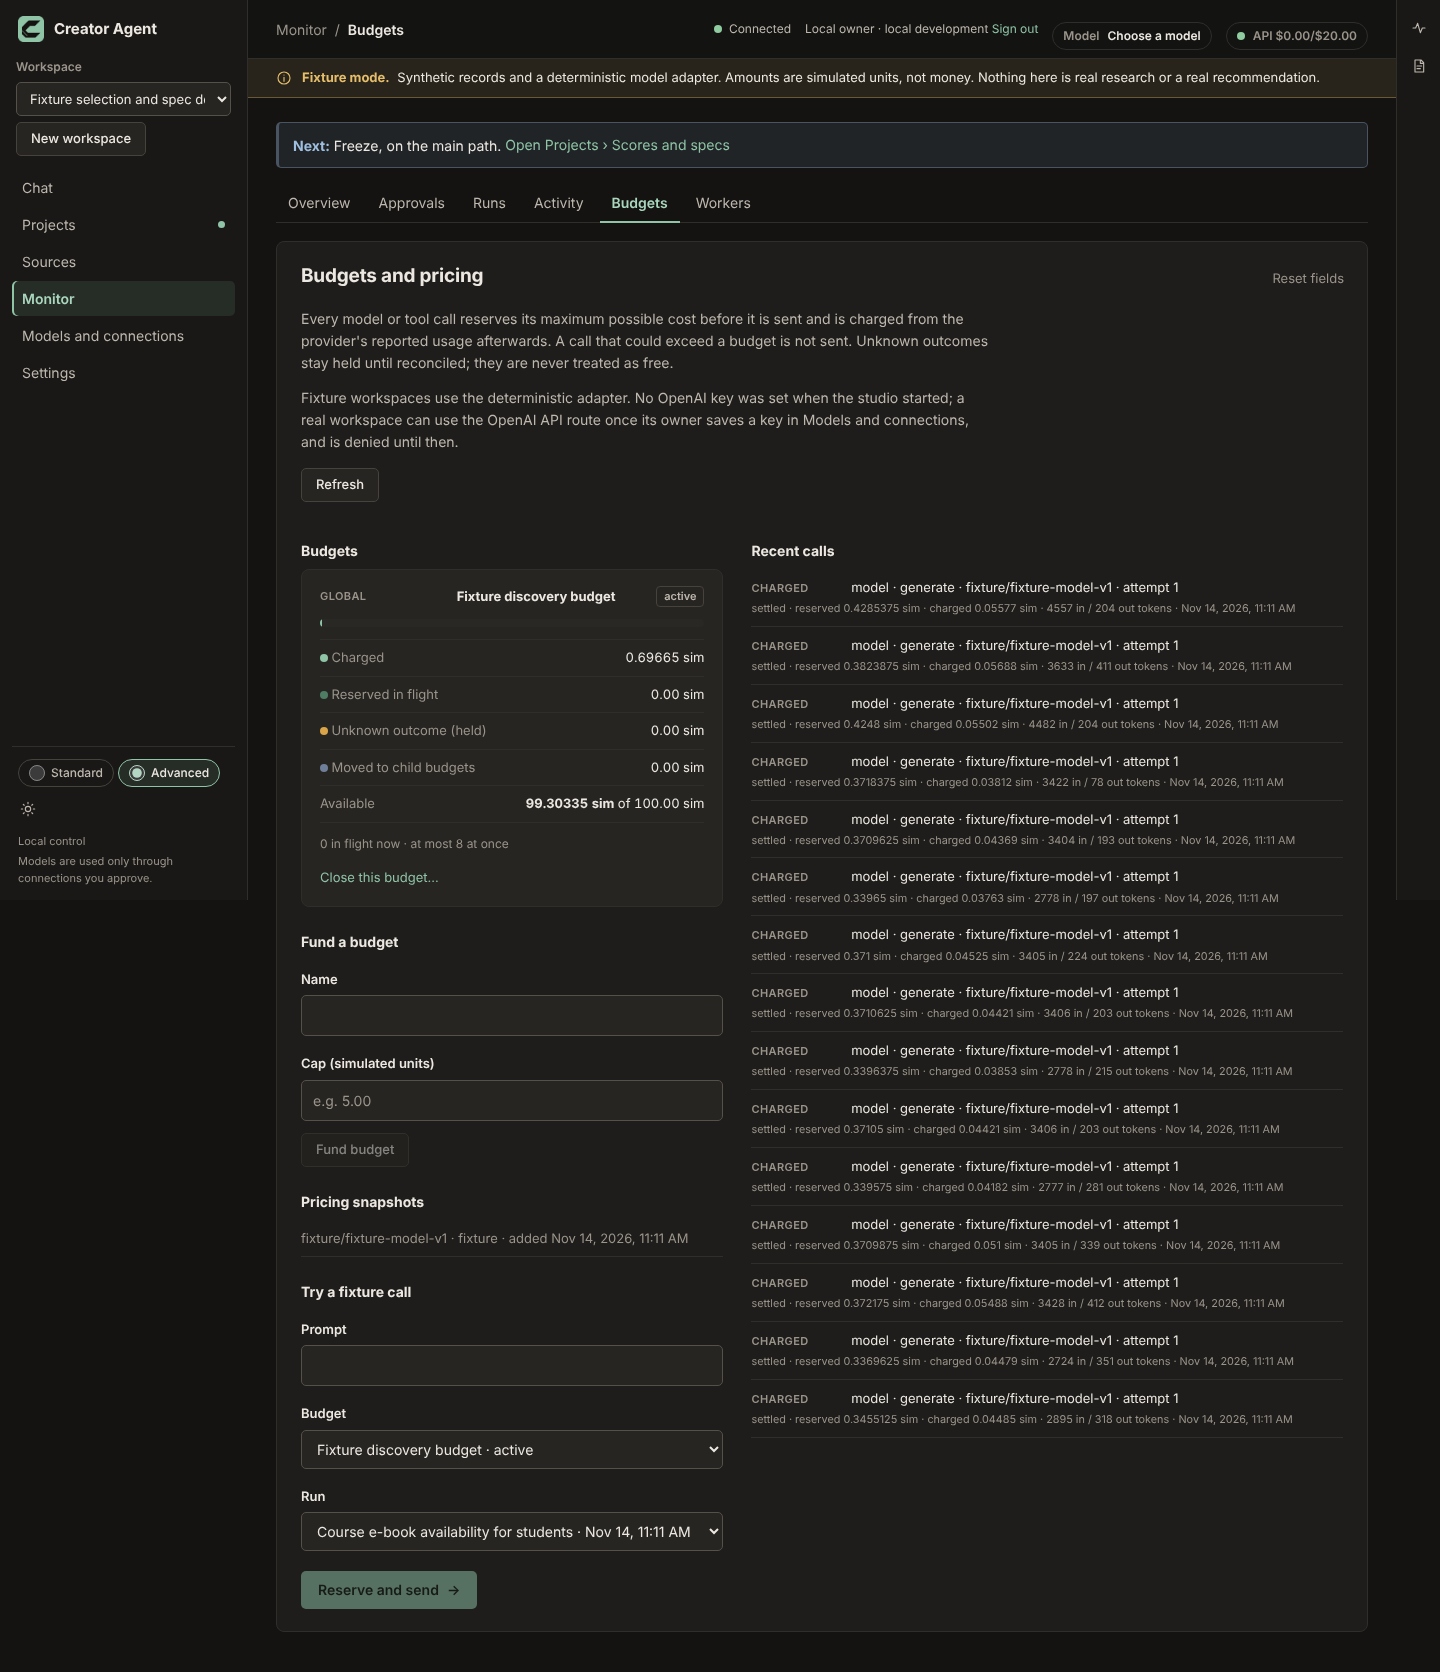 Creator Agent
Workspace
Fixture selection and spec d
New workspace
Chat
Projects
Sources
Monitor
Models and connections
Settings
Standard
Advanced
Local control
Models are used only through
connections you approve.
Monitor / Budgets
Connected
Local owner · local development Sign out
Model Choose a model
API $0.00/$20.00
Fixture mode. Synthetic records and a deterministic model adapter. Amounts are simulated units, not money. Nothing here is real research or a real recommendation.
Next: Freeze, on the main path. Open Projects › Scores and specs
Overview
Approvals
Runs
Activity
Budgets
Workers
Budgets and pricing
Reset fields
Every model or tool call reserves its maximum possible cost before it is sent and is charged from the
provider's reported usage afterwards. A call that could exceed a budget is not sent. Unknown outcomes
stay held until reconciled; they are never treated as free.
Fixture workspaces use the deterministic adapter. No OpenAI key was set when the studio started; a
real workspace can use the OpenAI API route once its owner saves a key in Models and connections,
and is denied until then.
Refresh
Budgets
GLOBAL Fixture discovery budget active
Charged 0.69665 sim
Reserved in flight 0.00 sim
Unknown outcome (held) 0.00 sim
Moved to child budgets 0.00 sim
Available 99.30335 sim of 100.00 sim
0 in flight now · at most 8 at once
Close this budget...
Fund a budget
Name
Cap (simulated units)
e.g. 5.00
Fund budget
Pricing snapshots
fixture/fixture-model-v1 · fixture · added Nov 14, 2026, 11:11 AM
Try a fixture call
Prompt
Budget
Fixture discovery budget · active
Run
Course e-book availability for students · Nov 14, 11:11 AM
Reserve and send →
Recent calls
CHARGED model · generate · fixture/fixture-model-v1 · attempt 1
settled · reserved 0.4285375 sim · charged 0.05577 sim · 4557 in / 204 out tokens · Nov 14, 2026, 11:11 AM
CHARGED model · generate · fixture/fixture-model-v1 · attempt 1
settled · reserved 0.3823875 sim · charged 0.05688 sim · 3633 in / 411 out tokens · Nov 14, 2026, 11:11 AM
CHARGED model · generate · fixture/fixture-model-v1 · attempt 1
settled · reserved 0.4248 sim · charged 0.05502 sim · 4482 in / 204 out tokens · Nov 14, 2026, 11:11 AM
CHARGED model · generate · fixture/fixture-model-v1 · attempt 1
settled · reserved 0.3718375 sim · charged 0.03812 sim · 3422 in / 78 out tokens · Nov 14, 2026, 11:11 AM
CHARGED model · generate · fixture/fixture-model-v1 · attempt 1
settled · reserved 0.3709625 sim · charged 0.04369 sim · 3404 in / 193 out tokens · Nov 14, 2026, 11:11 AM
CHARGED model · generate · fixture/fixture-model-v1 · attempt 1
settled · reserved 0.33965 sim · charged 0.03763 sim · 2778 in / 197 out tokens · Nov 14, 2026, 11:11 AM
CHARGED model · generate · fixture/fixture-model-v1 · attempt 1
settled · reserved 0.371 sim · charged 0.04525 sim · 3405 in / 224 out tokens · Nov 14, 2026, 11:11 AM
CHARGED model · generate · fixture/fixture-model-v1 · attempt 1
settled · reserved 0.3710625 sim · charged 0.04421 sim · 3406 in / 203 out tokens · Nov 14, 2026, 11:11 AM
CHARGED model · generate · fixture/fixture-model-v1 · attempt 1
settled · reserved 0.3396375 sim · charged 0.03853 sim · 2778 in / 215 out tokens · Nov 14, 2026, 11:11 AM
CHARGED model · generate · fixture/fixture-model-v1 · attempt 1
settled · reserved 0.37105 sim · charged 0.04421 sim · 3406 in / 203 out tokens · Nov 14, 2026, 11:11 AM
CHARGED model · generate · fixture/fixture-model-v1 · attempt 1
settled · reserved 0.339575 sim · charged 0.04182 sim · 2777 in / 281 out tokens · Nov 14, 2026, 11:11 AM
CHARGED model · generate · fixture/fixture-model-v1 · attempt 1
settled · reserved 0.3709875 sim · charged 0.051 sim · 3405 in / 339 out tokens · Nov 14, 2026, 11:11 AM
CHARGED model · generate · fixture/fixture-model-v1 · attempt 1
settled · reserved 0.372175 sim · charged 0.05488 sim · 3428 in / 412 out tokens · Nov 14, 2026, 11:11 AM
CHARGED model · generate · fixture/fixture-model-v1 · attempt 1
settled · reserved 0.3369625 sim · charged 0.04479 sim · 2724 in / 351 out tokens · Nov 14, 2026, 11:11 AM
CHARGED model · generate · fixture/fixture-model-v1 · attempt 1
settled · reserved 0.3455125 sim · charged 0.04485 sim · 2895 in / 318 out tokens · Nov 14, 2026, 11:11 AM